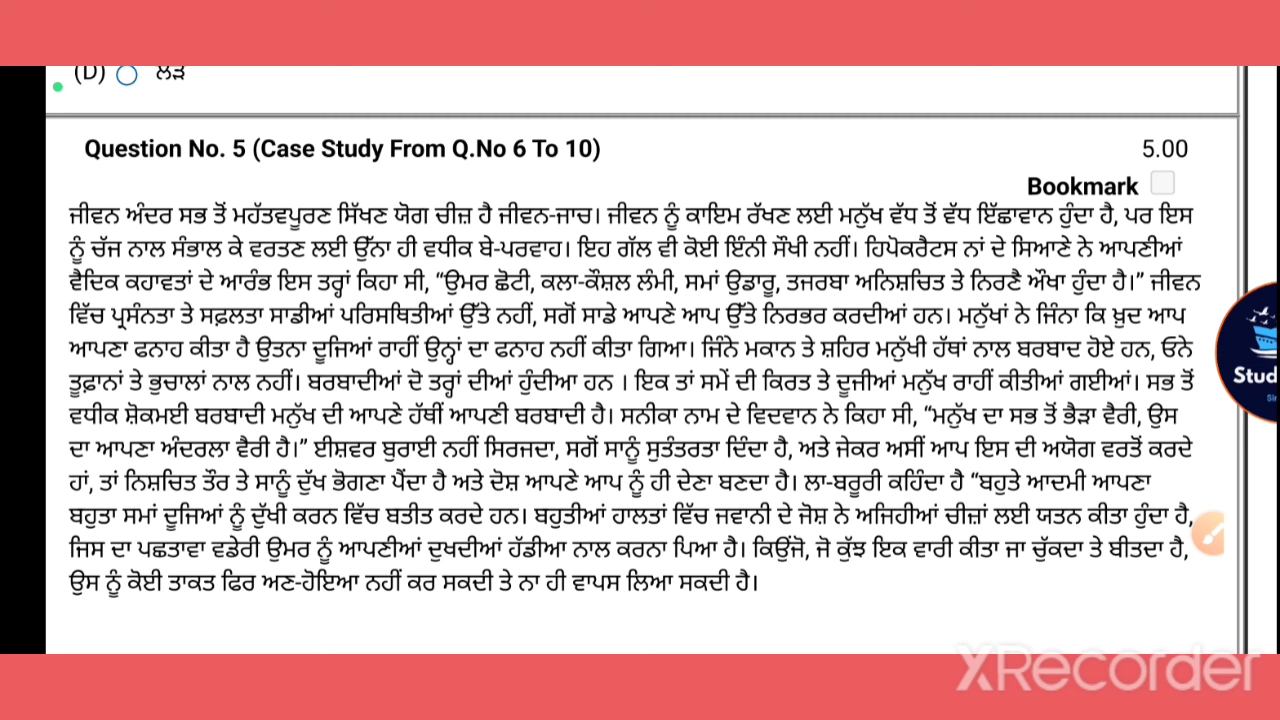 (D) ਲੜ
Question No. 5 (Case Study From Q.No 6 To 10) 5.00
Bookmark
ਜੀਵਨ ਅੰਦਰ ਸਭ ਤੋਂ ਮਹੱਤਵਪੂਰਣ ਸਿੱਖਣ ਯੋਗ ਚੀਜ਼ ਹੈ ਜੀਵਨ-ਜਾਚ। ਜੀਵਨ ਨੂੰ ਕਾਇਮ ਰੱਖਣ ਲਈ ਮਨੁੱਖ ਵੱਧ ਤੋਂ ਵੱਧ ਇੱਛਾਵਾਨ ਹੁੰਦਾ ਹੈ, ਪਰ ਇਸ
ਨੂੰ ਚੱਜ ਨਾਲ ਸੰਭਾਲ ਕੇ ਵਰਤਣ ਲਈ ਉੱਨਾ ਹੀ ਵਧੀਕ ਬੇ-ਪਰਵਾਹ। ਇਹ ਗੱਲ ਵੀ ਕੋਈ ਇੰਨੀ ਸੌਖੀ ਨਹੀਂ। ਹਿਪੋਕਰੈਟਸ ਨਾਂ ਦੇ ਸਿਆਣੇ ਨੇ ਆਪਣੀਆਂ
ਵੈਦਿਕ ਕਹਾਵਤਾਂ ਦੇ ਆਰੰਭ ਇਸ ਤਰ੍ਹਾਂ ਕਿਹਾ ਸੀ, “ਉਮਰ ਛੋਟੀ, ਕਲਾ-ਕੌਸ਼ਲ ਲੰਮੀ, ਸਮਾਂ ਉਡਾਰੂ, ਤਜਰਬਾ ਅਨਿਸ਼ਚਿਤ ਤੇ ਨਿਰਣੈ ਔਖਾ ਹੁੰਦਾ ਹੈ।” ਜੀਵਨ
ਵਿੱਚ ਪ੍ਰਸੰਨਤਾ ਤੇ ਸਫ਼ਲਤਾ ਸਾਡੀਆਂ ਪਰਿਸਥਿਤੀਆਂ ਉੱਤੇ ਨਹੀਂ, ਸਗੋਂ ਸਾਡੇ ਆਪਣੇ ਆਪ ਉੱਤੇ ਨਿਰਭਰ ਕਰਦੀਆਂ ਹਨ। ਮਨੁੱਖਾਂ ਨੇ ਜਿੰਨਾ ਕਿ ਖ਼ੁਦ ਆਪ
ਆਪਣਾ ਫਨਾਹ ਕੀਤਾ ਹੈ ਉਤਨਾ ਦੂਜਿਆਂ ਰਾਹੀਂ ਉਨ੍ਹਾਂ ਦਾ ਫਨਾਹ ਨਹੀਂ ਕੀਤਾ ਗਿਆ। ਜਿੰਨੇ ਮਕਾਨ ਤੇ ਸ਼ਹਿਰ ਮਨੁੱਖੀ ਹੱਥਾਂ ਨਾਲ ਬਰਬਾਦ ਹੋਏ ਹਨ, ਓਨੇ
ਤੂਫ਼ਾਨਾਂ ਤੇ ਭੁਚਾਲਾਂ ਨਾਲ ਨਹੀਂ। ਬਰਬਾਦੀਆਂ ਦੋ ਤਰ੍ਹਾਂ ਦੀਆਂ ਹੁੰਦੀਆ ਹਨ । ਇਕ ਤਾਂ ਸਮੇਂ ਦੀ ਕਿਰਤ ਤੇ ਦੂਜੀਆਂ ਮਨੁੱਖ ਰਾਹੀਂ ਕੀਤੀਆਂ ਗਈਆਂ। ਸਭ ਤੋਂ
ਵਧੀਕ ਸ਼ੋਕਮਈ ਬਰਬਾਦੀ ਮਨੁੱਖ ਦੀ ਆਪਣੇ ਹੱਥੀਂ ਆਪਣੀ ਬਰਬਾਦੀ ਹੈ। ਸਨੀਕਾ ਨਾਮ ਦੇ ਵਿਦਵਾਨ ਨੇ ਕਿਹਾ ਸੀ, “ਮਨੁੱਖ ਦਾ ਸਭ ਤੋਂ ਭੈੜਾ ਵੈਰੀ, ਉਸ
ਦਾ ਆਪਣਾ ਅੰਦਰਲਾ ਵੈਰੀ ਹੈ।” ਈਸ਼ਵਰ ਬੁਰਾਈ ਨਹੀਂ ਸਿਰਜਦਾ, ਸਗੋਂ ਸਾਨੂੰ ਸੁਤੰਤਰਤਾ ਦਿੰਦਾ ਹੈ, ਅਤੇ ਜੇਕਰ ਅਸੀਂ ਆਪ ਇਸ ਦੀ ਅਯੋਗ ਵਰਤੋਂ ਕਰਦੇ
ਹਾਂ, ਤਾਂ ਨਿਸ਼ਚਿਤ ਤੌਰ ਤੇ ਸਾਨੂੰ ਦੁੱਖ ਭੋਗਣਾ ਪੈਂਦਾ ਹੈ ਅਤੇ ਦੋਸ਼ ਆਪਣੇ ਆਪ ਨੂੰ ਹੀ ਦੇਣਾ ਬਣਦਾ ਹੈ। ਲਾ-ਬਰੂਰੀ ਕਹਿੰਦਾ ਹੈ “ਬਹੁਤੇ ਆਦਮੀ ਆਪਣਾ
ਬਹੁਤਾ ਸਮਾਂ ਦੂਜਿਆਂ ਨੂੰ ਦੁੱਖੀ ਕਰਨ ਵਿੱਚ ਬਤੀਤ ਕਰਦੇ ਹਨ। ਬਹੁਤੀਆਂ ਹਾਲਤਾਂ ਵਿੱਚ ਜਵਾਨੀ ਦੇ ਜੋਸ਼ ਨੇ ਅਜਿਹੀਆਂ ਚੀਜ਼ਾਂ ਲਈ ਯਤਨ ਕੀਤਾ ਹੁੰਦਾ ਹੈ,
ਜਿਸ ਦਾ ਪਛਤਾਵਾ ਵਡੇਰੀ ਉਮਰ ਨੂੰ ਆਪਣੀਆਂ ਦੁਖਦੀਆਂ ਹੱਡੀਆ ਨਾਲ ਕਰਨਾ ਪਿਆ ਹੈ। ਕਿਉਂਜੋ, ਜੋ ਕੁੱਝ ਇਕ ਵਾਰੀ ਕੀਤਾ ਜਾ ਚੁੱਕਦਾ ਤੇ ਬੀਤਦਾ ਹੈ,
ਉਸ ਨੂੰ ਕੋਈ ਤਾਕਤ ਫਿਰ ਅਣ-ਹੋਇਆ ਨਹੀਂ ਕਰ ਸਕਦੀ ਤੇ ਨਾ ਹੀ ਵਾਪਸ ਲਿਆ ਸਕਦੀ ਹੈ।
Stud
XRecorder